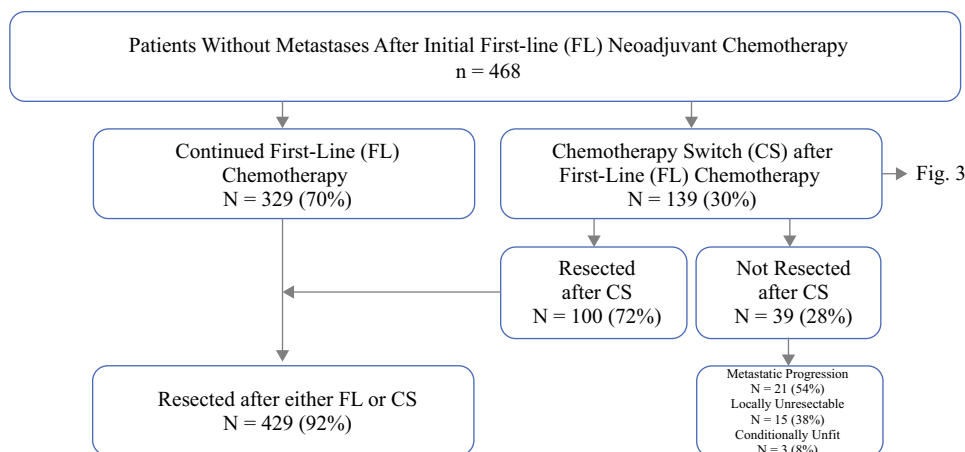 Patients Without Metastases After Initial First-line (FL) Neoadjuvant Chemotherapy
n = 468
Continued First-Line (FL)
Chemotherapy
N = 329 (70%)
Chemotherapy Switch (CS) after
First-Line (FL) Chemotherapy
N = 139 (30%)
Fig. 3
Resected
after CS
N = 100 (72%)
Not Resected
after CS
N = 39 (28%)
Resected after either FL or CS
N = 429 (92%)
Metastatic Progression
N = 21 (54%)
Locally Unresectable
N = 15 (38%)
Conditionally Unfit
N = 3 (8%)